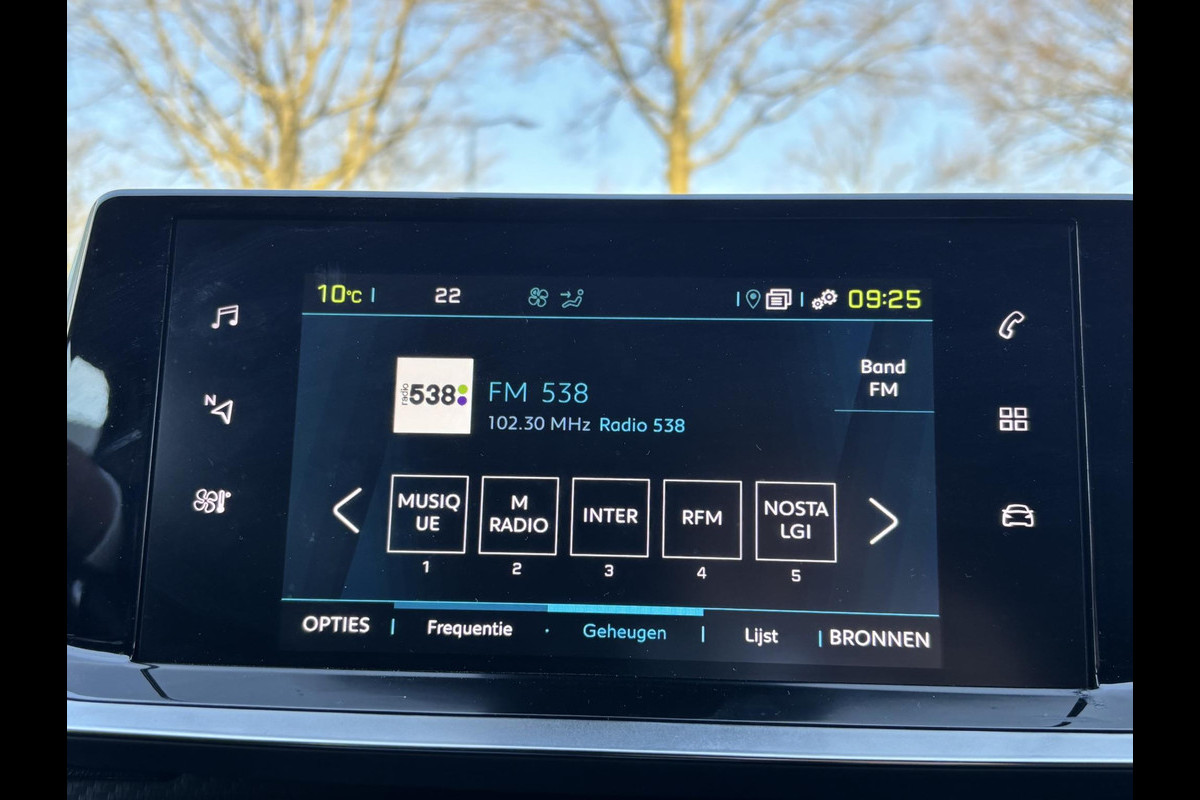 10°C 22 09:25
N
radio 538
FM 538
102.30 MHz Radio 538
Band
FM
MUSIQ
UE
M
RADIO
INTER
RFM
NOSTA
LGI
1 2 3 4 5
OPTIES Frequentie Geheugen Lijst BRONNEN